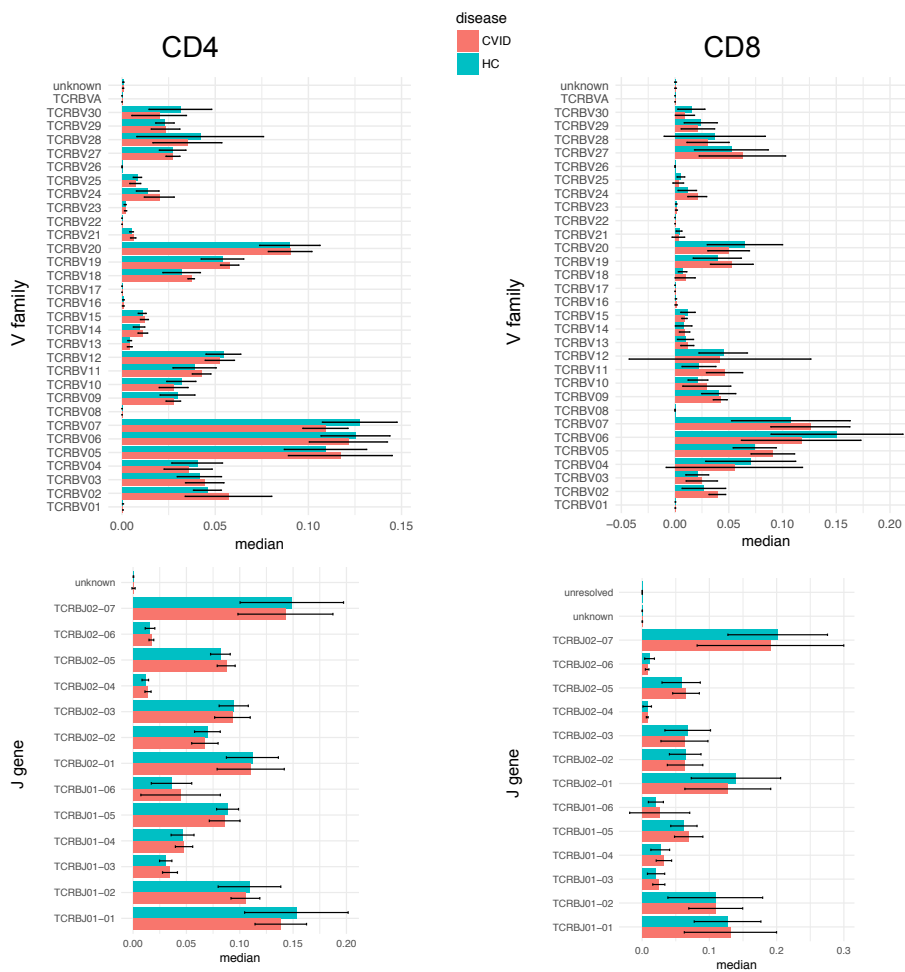 disease
CVID
HC
CD4
CD8
V family
unknown
TCRBVA
TCRBV30
TCRBV29
TCRBV28
TCRBV27
TCRBV26
TCRBV25
TCRBV24
TCRBV23
TCRBV22
TCRBV21
TCRBV20
TCRBV19
TCRBV18
TCRBV17
TCRBV16
TCRBV15
TCRBV14
TCRBV13
TCRBV12
TCRBV11
TCRBV10
TCRBV09
TCRBV08
TCRBV07
TCRBV06
TCRBV05
TCRBV04
TCRBV03
TCRBV02
TCRBV01
0.00 0.05 0.10 0.15
median
V family
unknown
TCRBVA
TCRBV30
TCRBV29
TCRBV28
TCRBV27
TCRBV26
TCRBV25
TCRBV24
TCRBV23
TCRBV22
TCRBV21
TCRBV20
TCRBV19
TCRBV18
TCRBV17
TCRBV16
TCRBV15
TCRBV14
TCRBV13
TCRBV12
TCRBV11
TCRBV10
TCRBV09
TCRBV08
TCRBV07
TCRBV06
TCRBV05
TCRBV04
TCRBV03
TCRBV02
TCRBV01
−0.05 0.00 0.05 0.10 0.15 0.20
median
J gene
unknown
TCRBJ02−07
TCRBJ02−06
TCRBJ02−05
TCRBJ02−04
TCRBJ02−03
TCRBJ02−02
TCRBJ02−01
TCRBJ01−06
TCRBJ01−05
TCRBJ01−04
TCRBJ01−03
TCRBJ01−02
TCRBJ01−01
0.00 0.05 0.10 0.15 0.20
median
J gene
unresolved
unknown
TCRBJ02−07
TCRBJ02−06
TCRBJ02−05
TCRBJ02−04
TCRBJ02−03
TCRBJ02−02
TCRBJ02−01
TCRBJ01−06
TCRBJ01−05
TCRBJ01−04
TCRBJ01−03
TCRBJ01−02
TCRBJ01−01
0.0 0.1 0.2 0.3
median